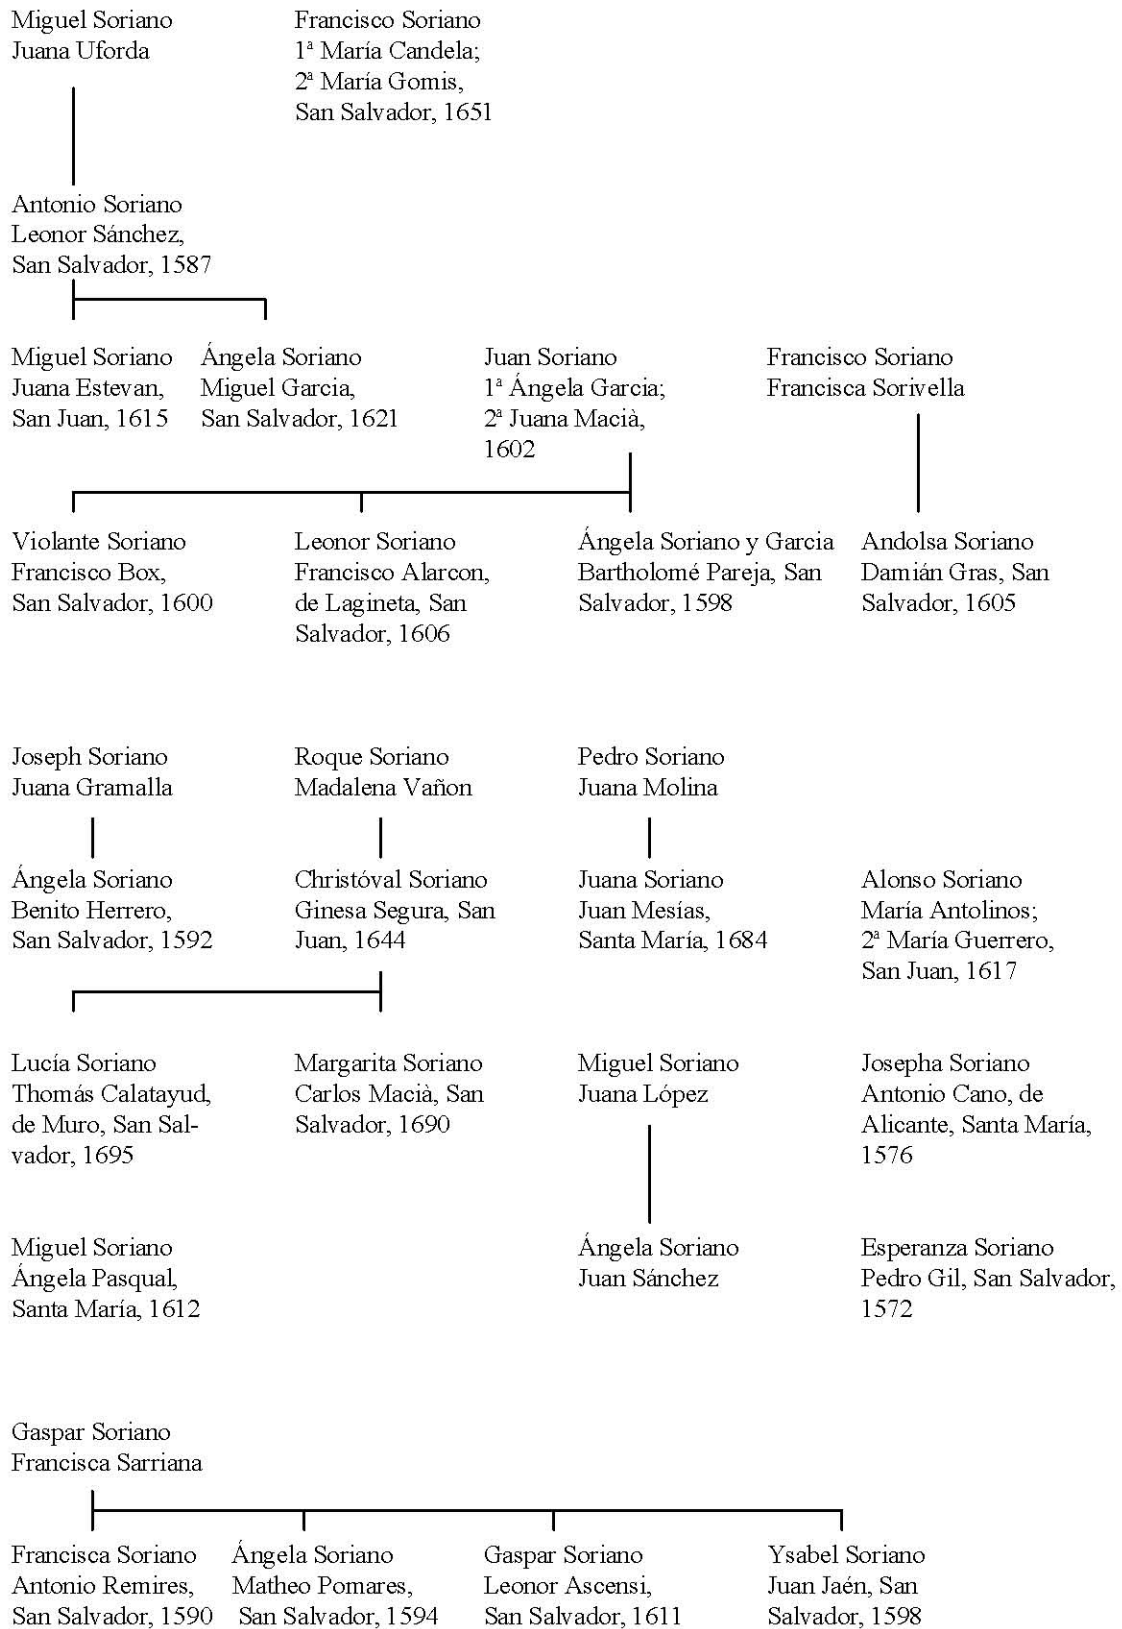 Miguel Soriano
Juana Uforda
Francisco Soriano
1ª María Candela;
2ª María Gomis,
San Salvador, 1651
Antonio Soriano
Leonor Sánchez,
San Salvador, 1587
Miguel Soriano
Juana Estevan,
San Juan, 1615
Ángela Soriano
Miguel Garcia,
San Salvador, 1621
Juan Soriano
1ª Ángela Garcia;
2ª Juana Macià,
1602
Francisco Soriano
Francisca Sorivella
Violante Soriano
Francisco Box,
San Salvador, 1600
Leonor Soriano
Francisco Alarcon,
de Lagineta, San
Salvador, 1606
Ángela Soriano y Garcia
Bartholomé Pareja, San
Salvador, 1598
Andolsa Soriano
Damián Gras, San
Salvador, 1605
Joseph Soriano
Juana Gramalla
Roque Soriano
Madalena Vañon
Pedro Soriano
Juana Molina
Ángela Soriano
Benito Herrero,
San Salvador, 1592
Christóval Soriano
Ginesa Segura, San
Juan, 1644
Juana Soriano
Juan Mesías,
Santa María, 1684
Alonso Soriano
María Antolinos;
2ª María Guerrero,
San Juan, 1617
Lucía Soriano
Thomás Calatayud,
de Muro, San Sal-
vador, 1695
Margarita Soriano
Carlos Macià, San
Salvador, 1690
Miguel Soriano
Juana López
Josepha Soriano
Antonio Cano, de
Alicante, Santa María,
1576
Miguel Soriano
Ángela Pasqual,
Santa María, 1612
Ángela Soriano
Juan Sánchez
Esperanza Soriano
Pedro Gil, San Salvador,
1572
Gaspar Soriano
Francisca Sarriana
Francisca Soriano
Antonio Remires,
San Salvador, 1590
Ángela Soriano
Matheo Pomares,
San Salvador, 1594
Gaspar Soriano
Leonor Ascensi,
San Salvador, 1611
Ysabel Soriano
Juan Jaén, San
Salvador, 1598